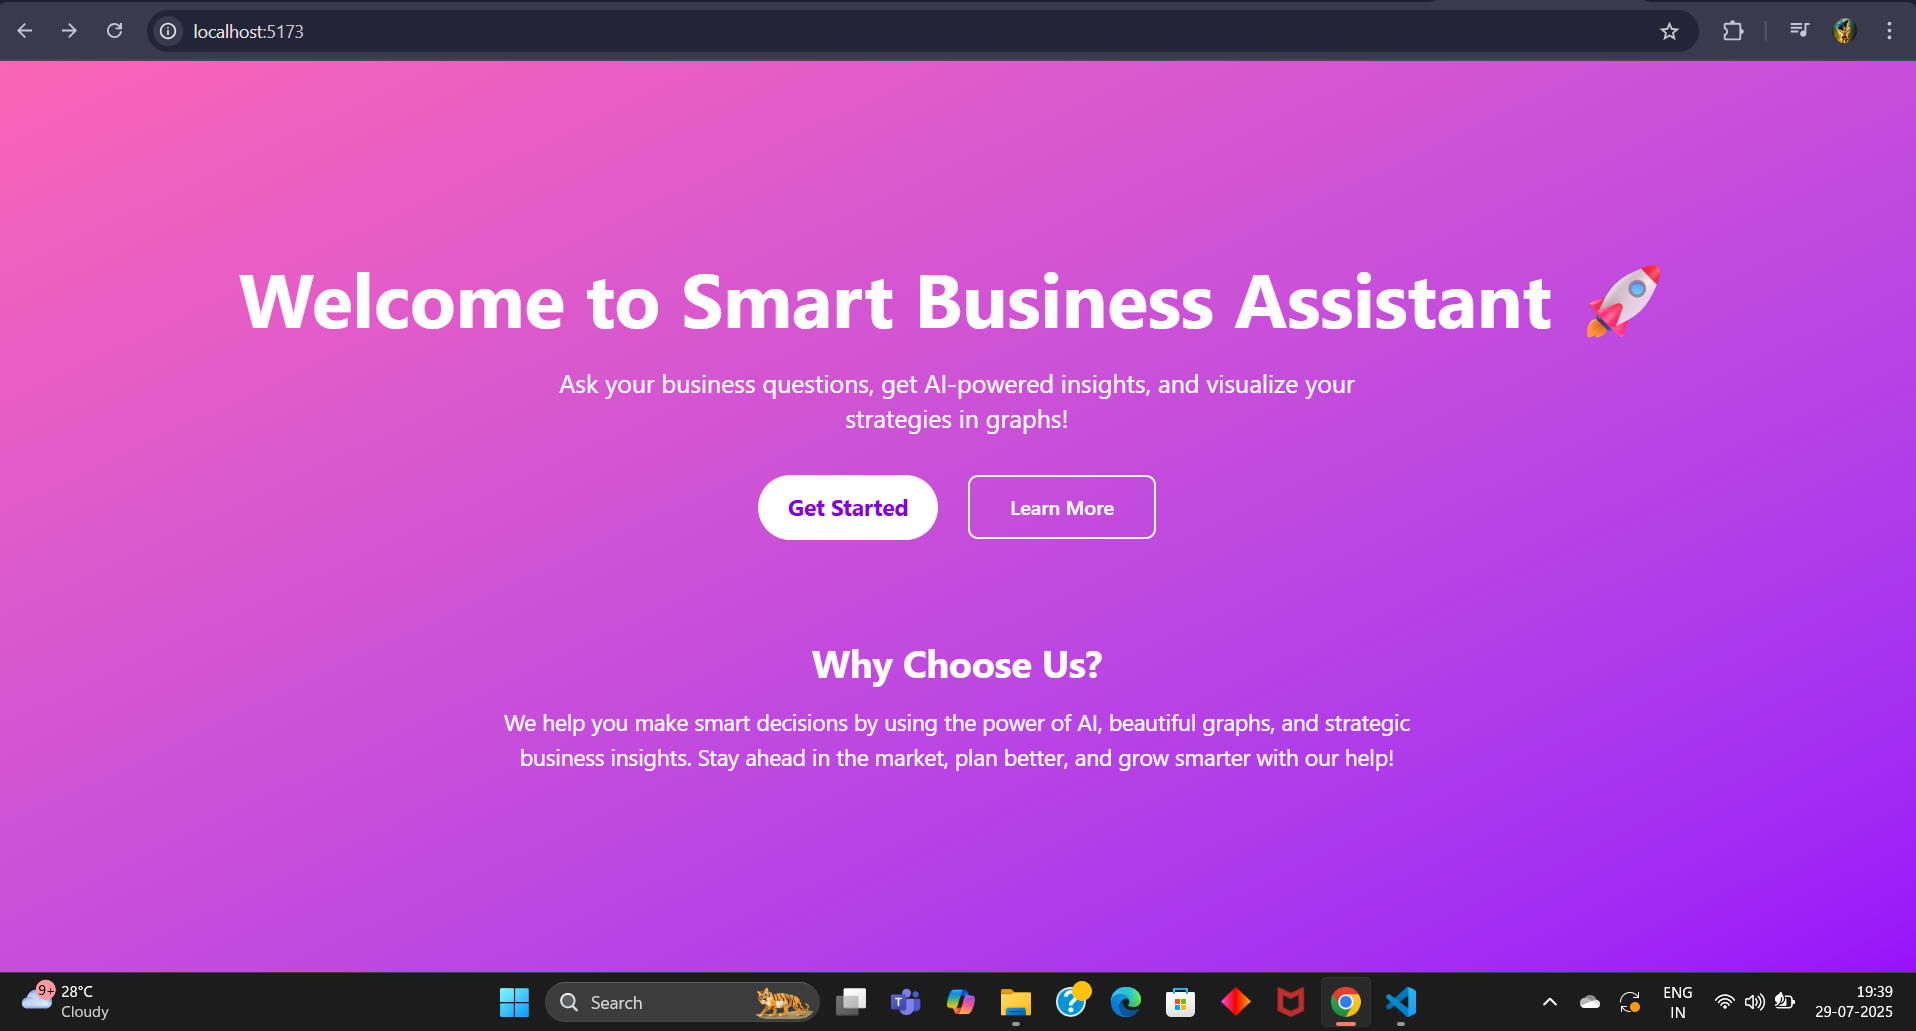 localhost:5173
Welcome to Smart Business Assistant 🚀
Ask your business questions, get AI-powered insights, and visualize your
strategies in graphs!
Get Started
Learn More
Why Choose Us?
We help you make smart decisions by using the power of AI, beautiful graphs, and strategic
business insights. Stay ahead in the market, plan better, and grow smarter with our help!
9+
28°C
Cloudy
Search
ENG
IN
19:39
29-07-2025